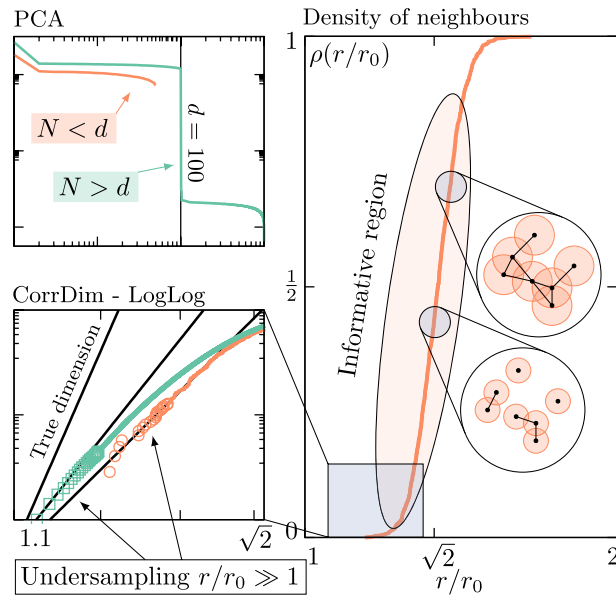 PCA
N < d
N > d
d = 100
CorrDim - LogLog
True dimension
1.1
√2
Undersampling r/r₀ ≫ 1
Density of neighbours
1
ρ(r/r₀)
1/2
Informative region
0
1
√2
2
r/r₀